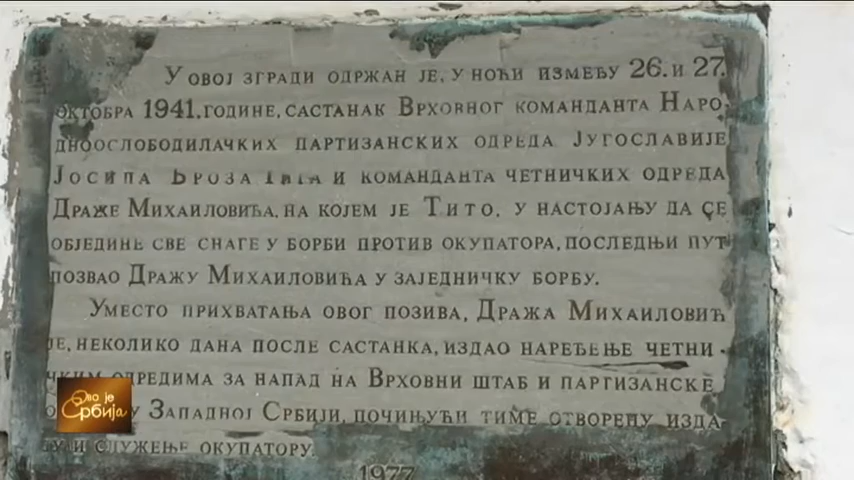 У ОВОЈ ЗГРАДИ ОДРЖАН ЈЕ, У НОЋИ ИЗМЕЂУ 26. И 27.
ОКТОБРА 1941. ГОДИНЕ, САСТАНАК ВРХОВНОГ КОМАНДАНТА НАРО-
ДНООСЛОБОДИЛАЧКИХ ПАРТИЗАНСКИХ ОДРЕДА ЈУГОСЛАВИЈЕ
ЈОСИПА БРОЗА ТИТА И КОМАНДАНТА ЧЕТНИЧКИХ ОДРЕДА
ДРАЖЕ МИХАИЛОВИЋА, НА КОЈЕМ ЈЕ ТИТО, У НАСТОЈАЊУ ДА СЕ
ОБЈЕДИНЕ СВЕ СНАГЕ У БОРБИ ПРОТИВ ОКУПАТОРА, ПОСЛЕДЊИ ПУТ
ПОЗВАО ДРАЖУ МИХАИЛОВИЋА У ЗАЈЕДНИЧКУ БОРБУ.
УМЕСТО ПРИХВАТАЊА ОВОГ ПОЗИВА, ДРАЖА МИХАИЛОВИЋ
ЈЕ, НЕКОЛИКО ДАНА ПОСЛЕ САСТАНКА, ИЗДАО НАРЕЂЕЊЕ ЧЕТНИ-
ЧКИМ ОДРЕДИМА ЗА НАПАД НА ВРХОВНИ ШТАБ И ПАРТИЗАНСКЕ
У ЗАПАДНОЈ СРБИЈИ, ПОЧИЊУЋИ ТИМЕ ОТВОРЕНУ ИЗДА-
ЈУ И СЛУЖЕЊЕ ОКУПАТОРУ.
1977
Ово је
Србија